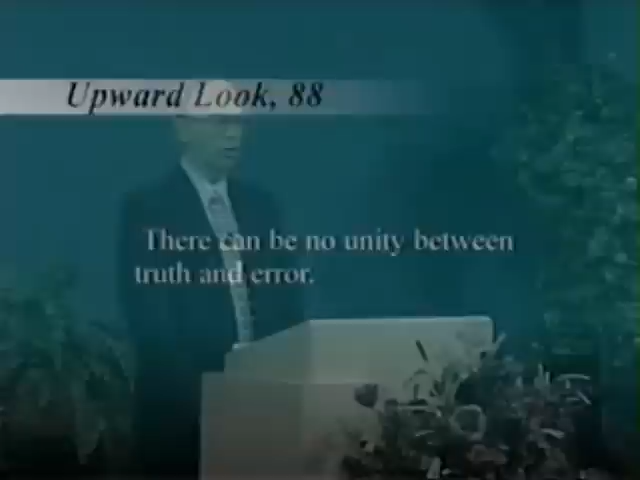 Upward Look, 88
There can be no unity between
truth and error.